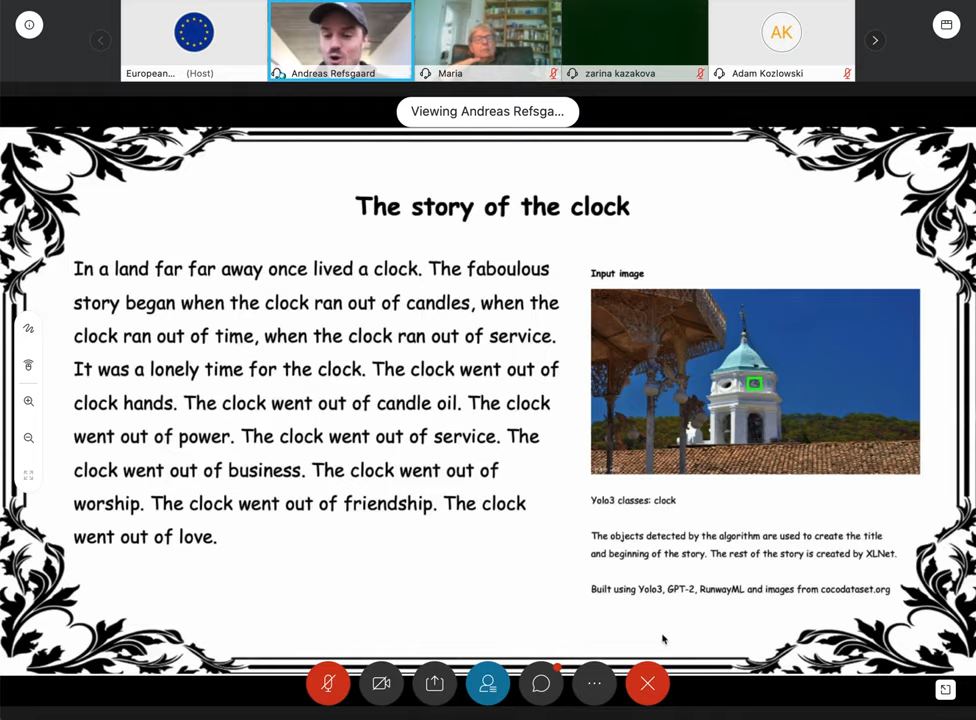 AK
European... (Host)
Andreas Refsgaard
Maria
zarina kazakova
Adam Kozlowski
Viewing Andreas Refsga...
The story of the clock
In a land far far away once lived a clock. The faboulous
story began when the clock ran out of candles, when the
clock ran out of time, when the clock ran out of service.
It was a lonely time for the clock. The clock went out of
clock hands. The clock went out of candle oil. The clock
went out of power. The clock went out of service. The
clock went out of business. The clock went out of
worship. The clock went out of friendship. The clock
went out of love.
Input image
Yolo3 classes: clock
The objects detected by the algorithm are used to create the title
and beginning of the story. The rest of the story is created by XLNet.
Built using Yolo3, GPT-2, RunwayML and images from cocodataset.org